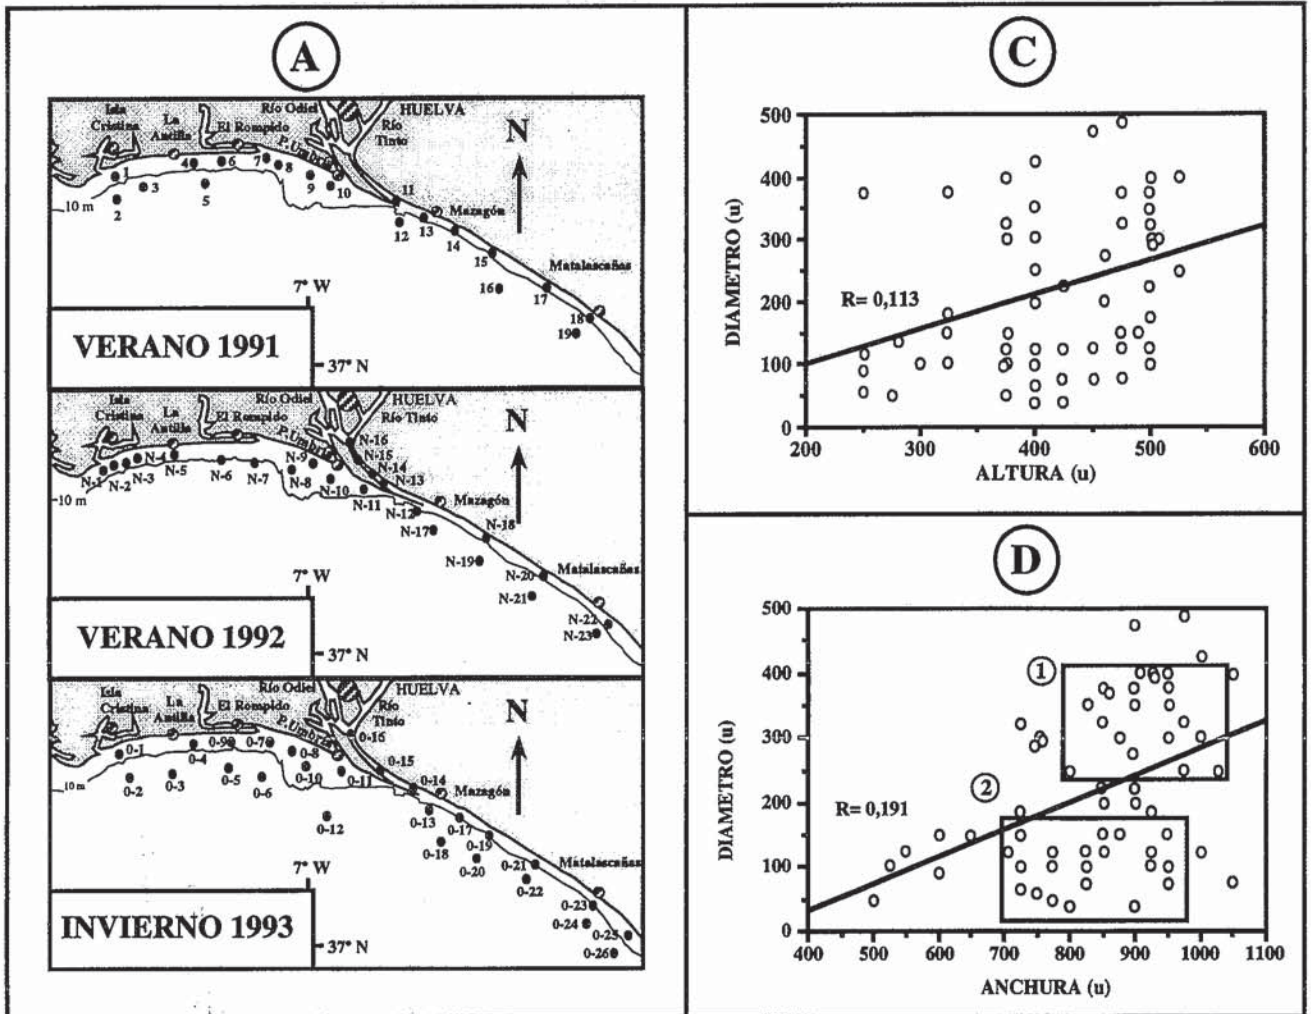 A
Isla
Cristina
La
Antilla
El Rompido
Río Odiel
P. Umbría
HUELVA
Río
Tinto
N
10 m
1
2
3
4
5
6
7
8
9
10
11
12
13
Mazagón
14
15
16
Matalascañas
17
18
19
7° W
37° N
VERANO 1991
Isla
Cristina
La
Antilla
El Rompido
Río Odiel
P. Umbría
HUELVA
Río Tinto
N
10 m
N-1
N-2
N-3
N-4
N-5
N-6
N-7
N-8
N-9
N-10
N-11
N-12
N-13
N-14
N-15
N-16
Mazagón
N-17
N-18
N-19
N-20
Matalascañas
N-21
N-22
N-23
7° W
37° N
VERANO 1992
Isla
Cristina
La
Antilla
El Rompido
Río Odiel
P. Umbría
HUELVA
Río
Tinto
N
10 m
0-1
0-2
0-3
0-4
0-5
0-6
0-7
0-8
0-9
0-10
0-11
0-12
0-13
0-14
0-15
0-16
Mazagón
0-17
0-18
0-19
0-20
0-21
Matalascañas
0-22
0-23
0-24
0-25
0-26
7° W
37° N
INVIERNO 1993
C
DIAMETRO (u)
500
400
300
200
100
0
R= 0,113
200 300 400 500 600
ALTURA (u)
D
DIAMETRO (u)
500
400
300
200
100
0
1
2
R= 0,191
400 500 600 700 800 900 1000 1100
ANCHURA (u)